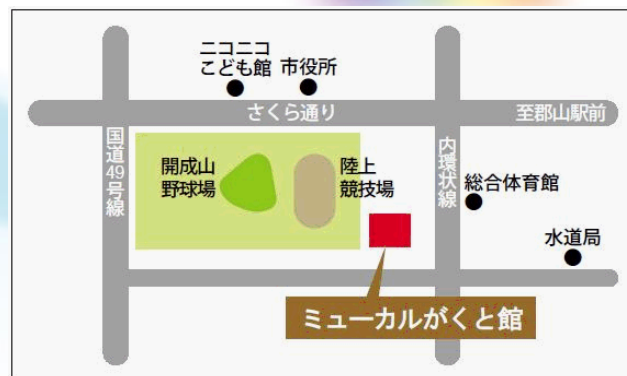 ニコニコ
こども館
市役所
さくら通り
至郡山駅前
国道49号線
開成山
野球場
陸上
競技場
内環状線
総合体育館
水道局
ミューカルがくと館